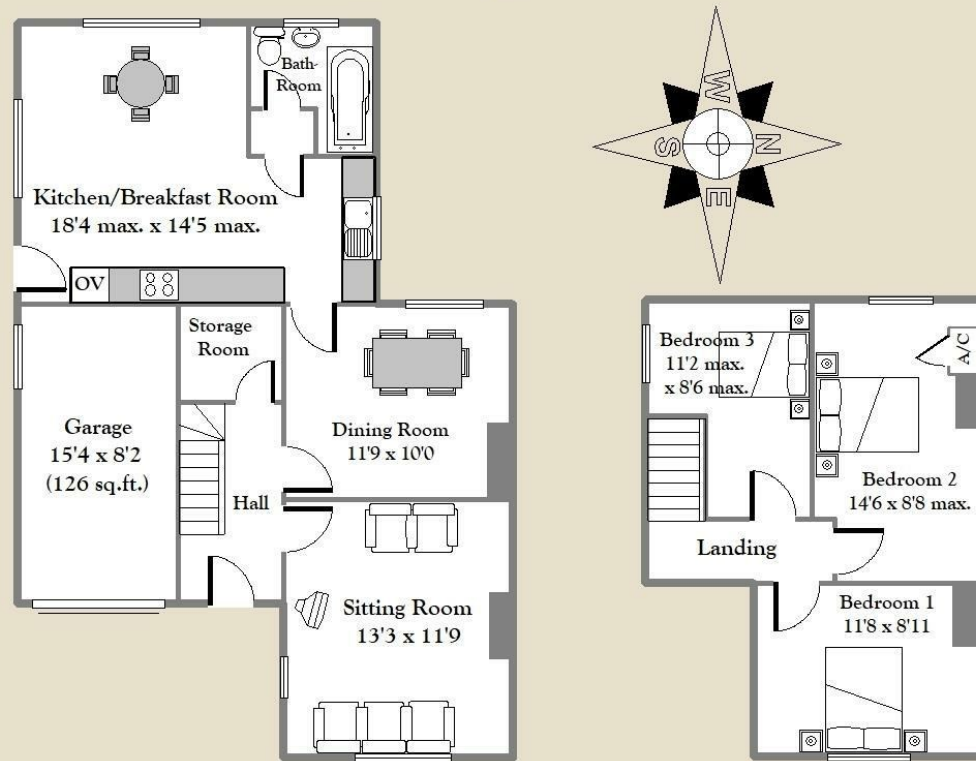 Bath-
Room
Kitchen/Breakfast Room
18'4 max. x 14'5 max.
OV
Storage
Room
Garage
15'4 x 8'2
(126 sq.ft.)
Hall
Dining Room
11'9 x 10'0
Sitting Room
13'3 x 11'9
W
N
S
E
Bedroom 3
11'2 max.
x 8'6 max.
A/C
Bedroom 2
14'6 x 8'8 max.
Landing
Bedroom 1
11'8 x 8'11